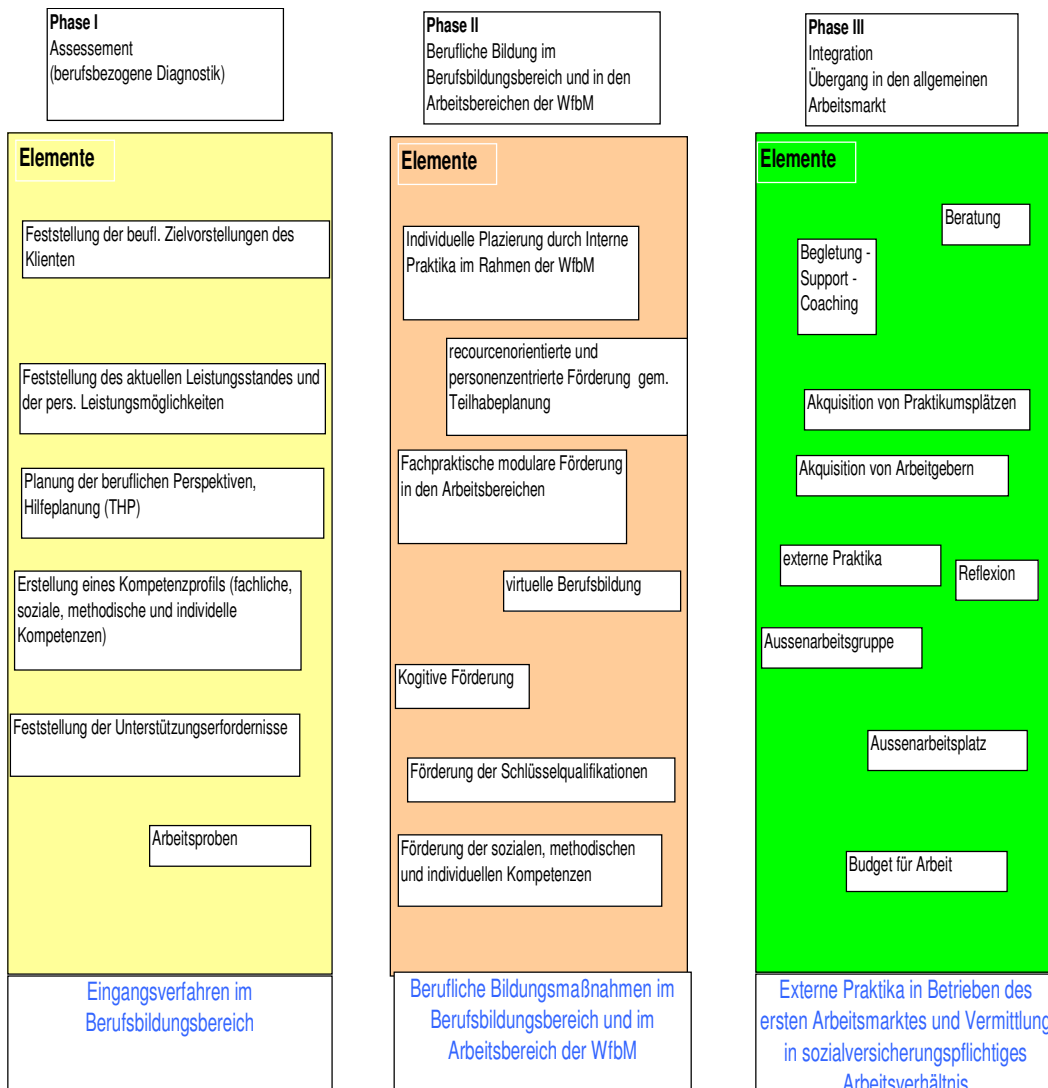 Phase I
Assessement
(berufsbezogene Diagnostik)
Elemente
Feststellung der beufl. Zielvorstellungen des
Klienten
Feststellung des aktuellen Leistungsstandes und
der pers. Leistungsmöglichkeiten
Planung der beruflichen Perspektiven,
Hilfeplanung (THP)
Erstellung eines Kompetenzprofils (fachliche,
soziale, methodische und individelle
Kompetenzen)
Feststellung der Unterstützungserfordernisse
Arbeitsproben
Eingangsverfahren im
Berufsbildungsbereich
Phase II
Berufliche Bildung im
Berufsbildungsbereich und in den
Arbeitsbereichen der WfbM
Elemente
Individuelle Plazierung durch Interne
Praktika im Rahmen der WfbM
recourcenorientierte und
personenzentrierte Förderung gem.
Teilhabeplanung
Fachpraktische modulare Förderung
in den Arbeitsbereichen
virtuelle Berufsbildung
Kogitive Förderung
Förderung der Schlüsselqualifikationen
Förderung der sozialen, methodischen
und individuellen Kompetenzen
Berufliche Bildungsmaßnahmen im
Berufsbildungsbereich und im
Arbeitsbereich der WfbM
Phase III
Integration
Übergang in den allgemeinen
Arbeitsmarkt
Elemente
Beratung
Begletung -
Support -
Coaching
Akquisition von Praktikumsplätzen
Akquisition von Arbeitgebern
externe Praktika
Reflexion
Aussenarbeitsgruppe
Aussenarbeitsplatz
Budget für Arbeit
Externe Praktika in Betrieben des
ersten Arbeitsmarktes und Vermittlung
in sozialversicherungspflichtiges
Arbeitsverhältnis